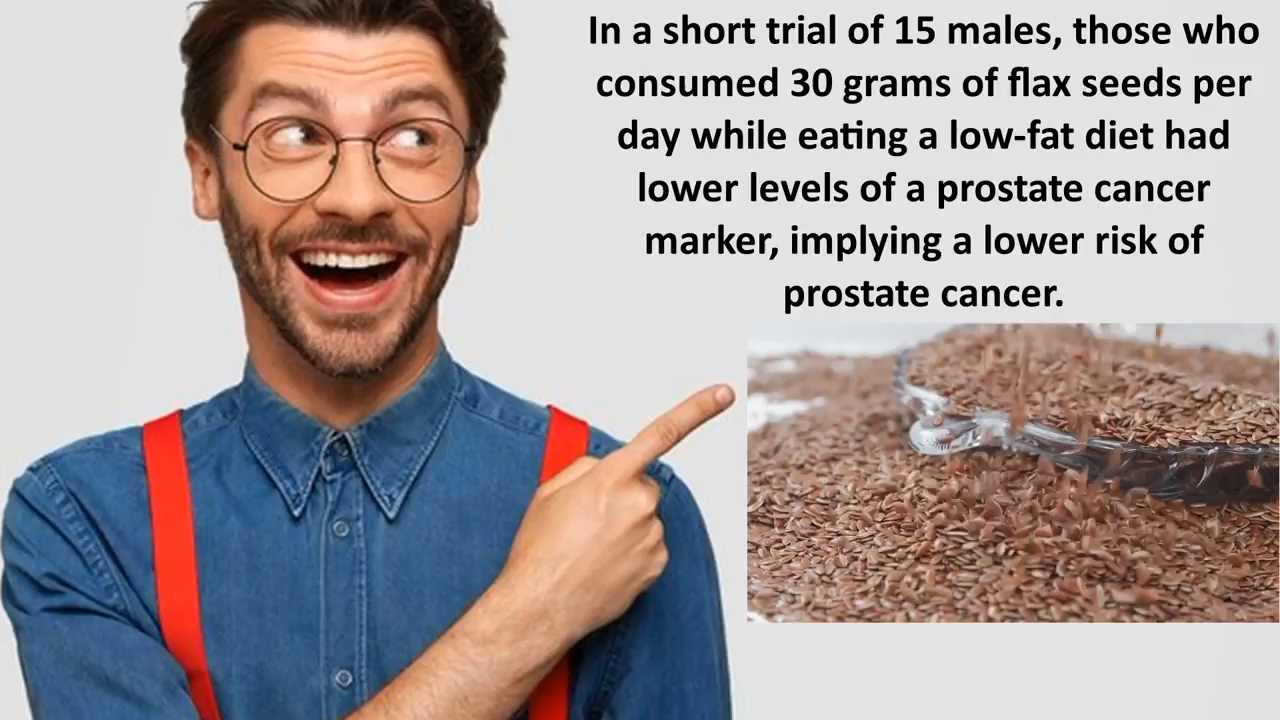 In a short trial of 15 males, those who
consumed 30 grams of flax seeds per
day while eating a low-fat diet had
lower levels of a prostate cancer
marker, implying a lower risk of
prostate cancer.